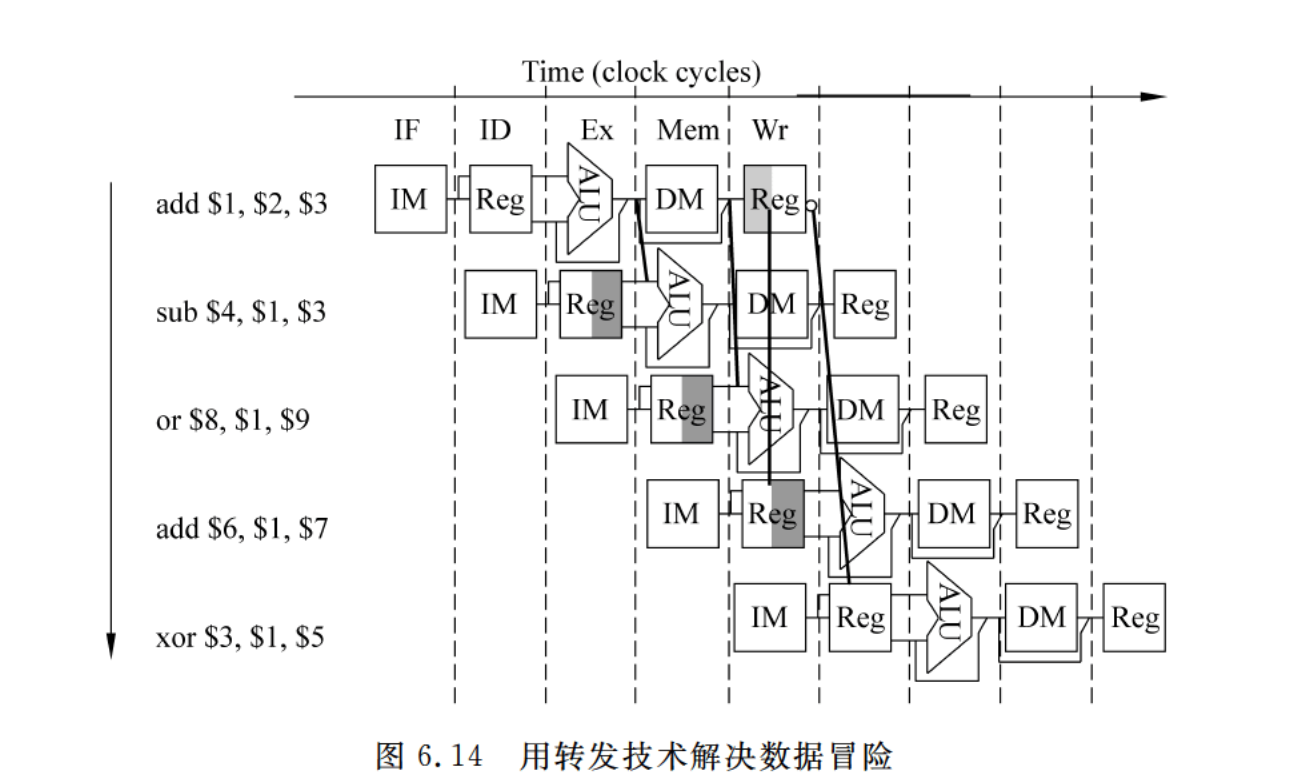 Time (clock cycles)
IF ID Ex Mem Wr
add $1, $2, $3 IM Reg ALU DM Reg
sub $4, $1, $3 IM Reg ALU DM Reg
or $8, $1, $9 IM Reg ALU DM Reg
add $6, $1, $7 IM Reg ALU DM Reg
xor $3, $1, $5 IM Reg ALU DM Reg
图 6.14 用转发技术解决数据冒险